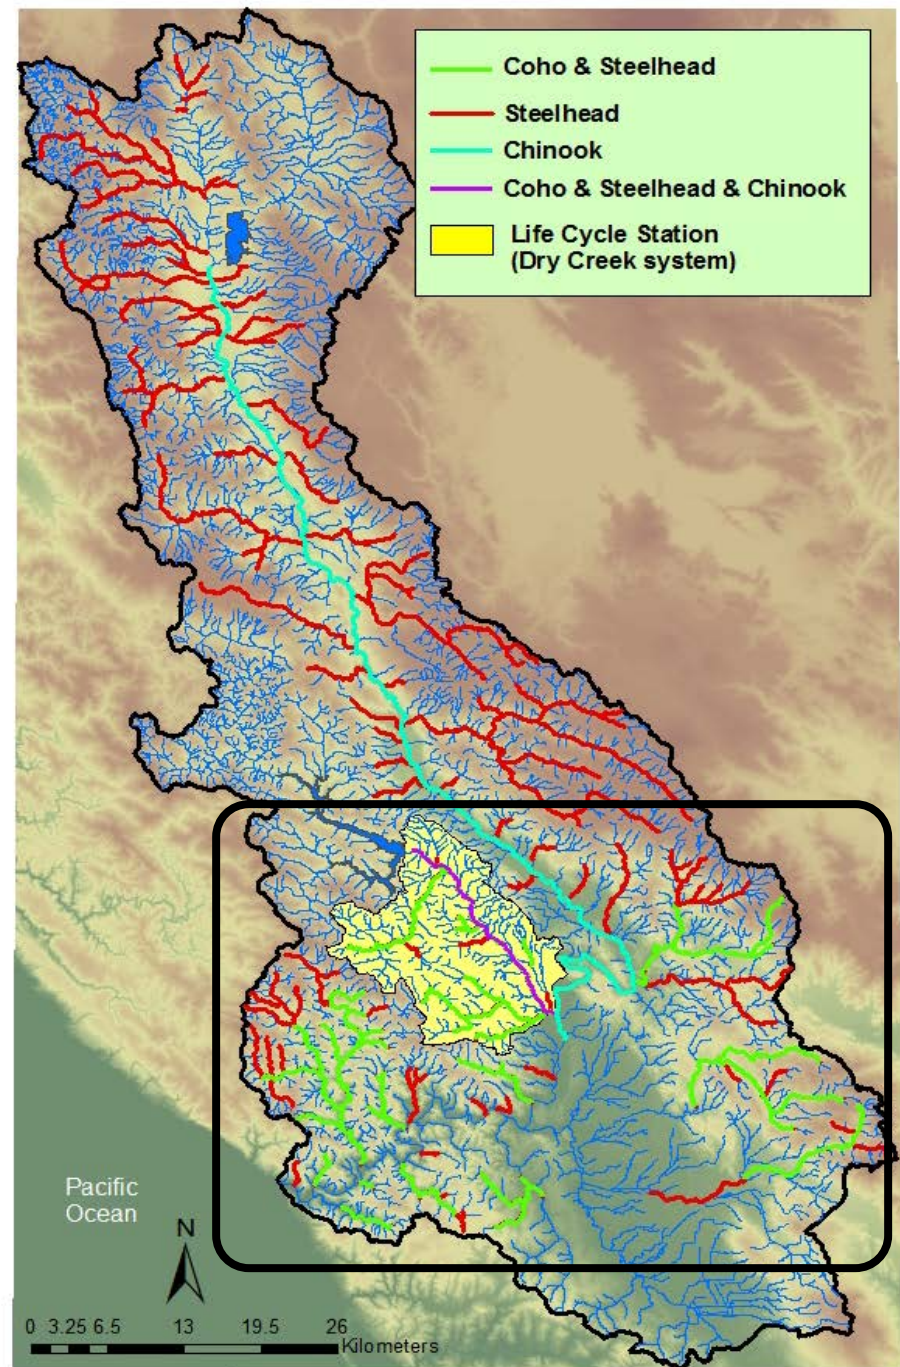 Coho & Steelhead
Steelhead
Chinook
Coho & Steelhead & Chinook
Life Cycle Station
(Dry Creek system)
Pacific
Ocean
N
0 3.25 6.5 13 19.5 26
Kilometers